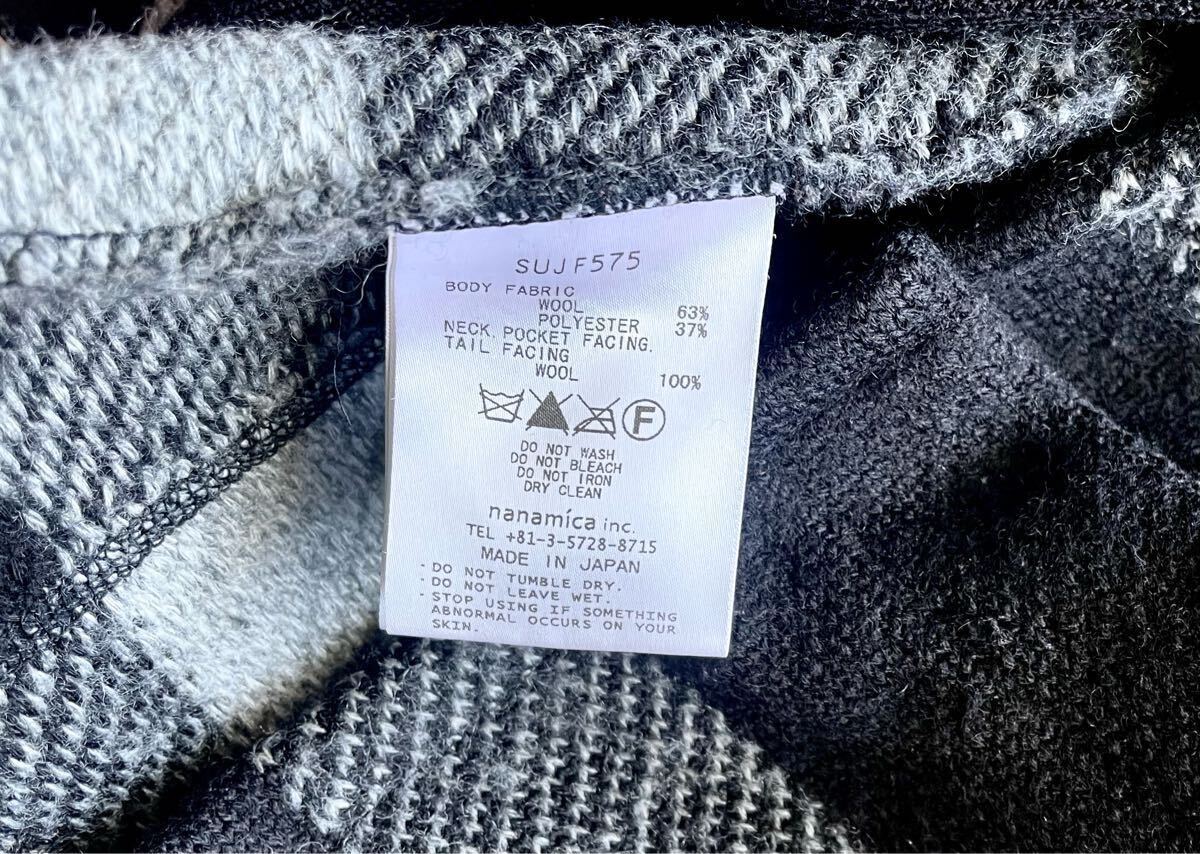 SUJF575
BODY FABRIC
WOOL 63%
POLYESTER 37%
NECK. POCKET FACING.
TAIL FACING
WOOL 100%
F
DO NOT WASH
DO NOT BLEACH
DO NOT IRON
DRY CLEAN
nanamica inc.
TEL +81-3-5728-8715
MADE IN JAPAN
・DO NOT TUMBLE DRY.
・DO NOT LEAVE WET.
・STOP USING IF SOMETHING
ABNORMAL OCCURS ON YOUR
SKIN.